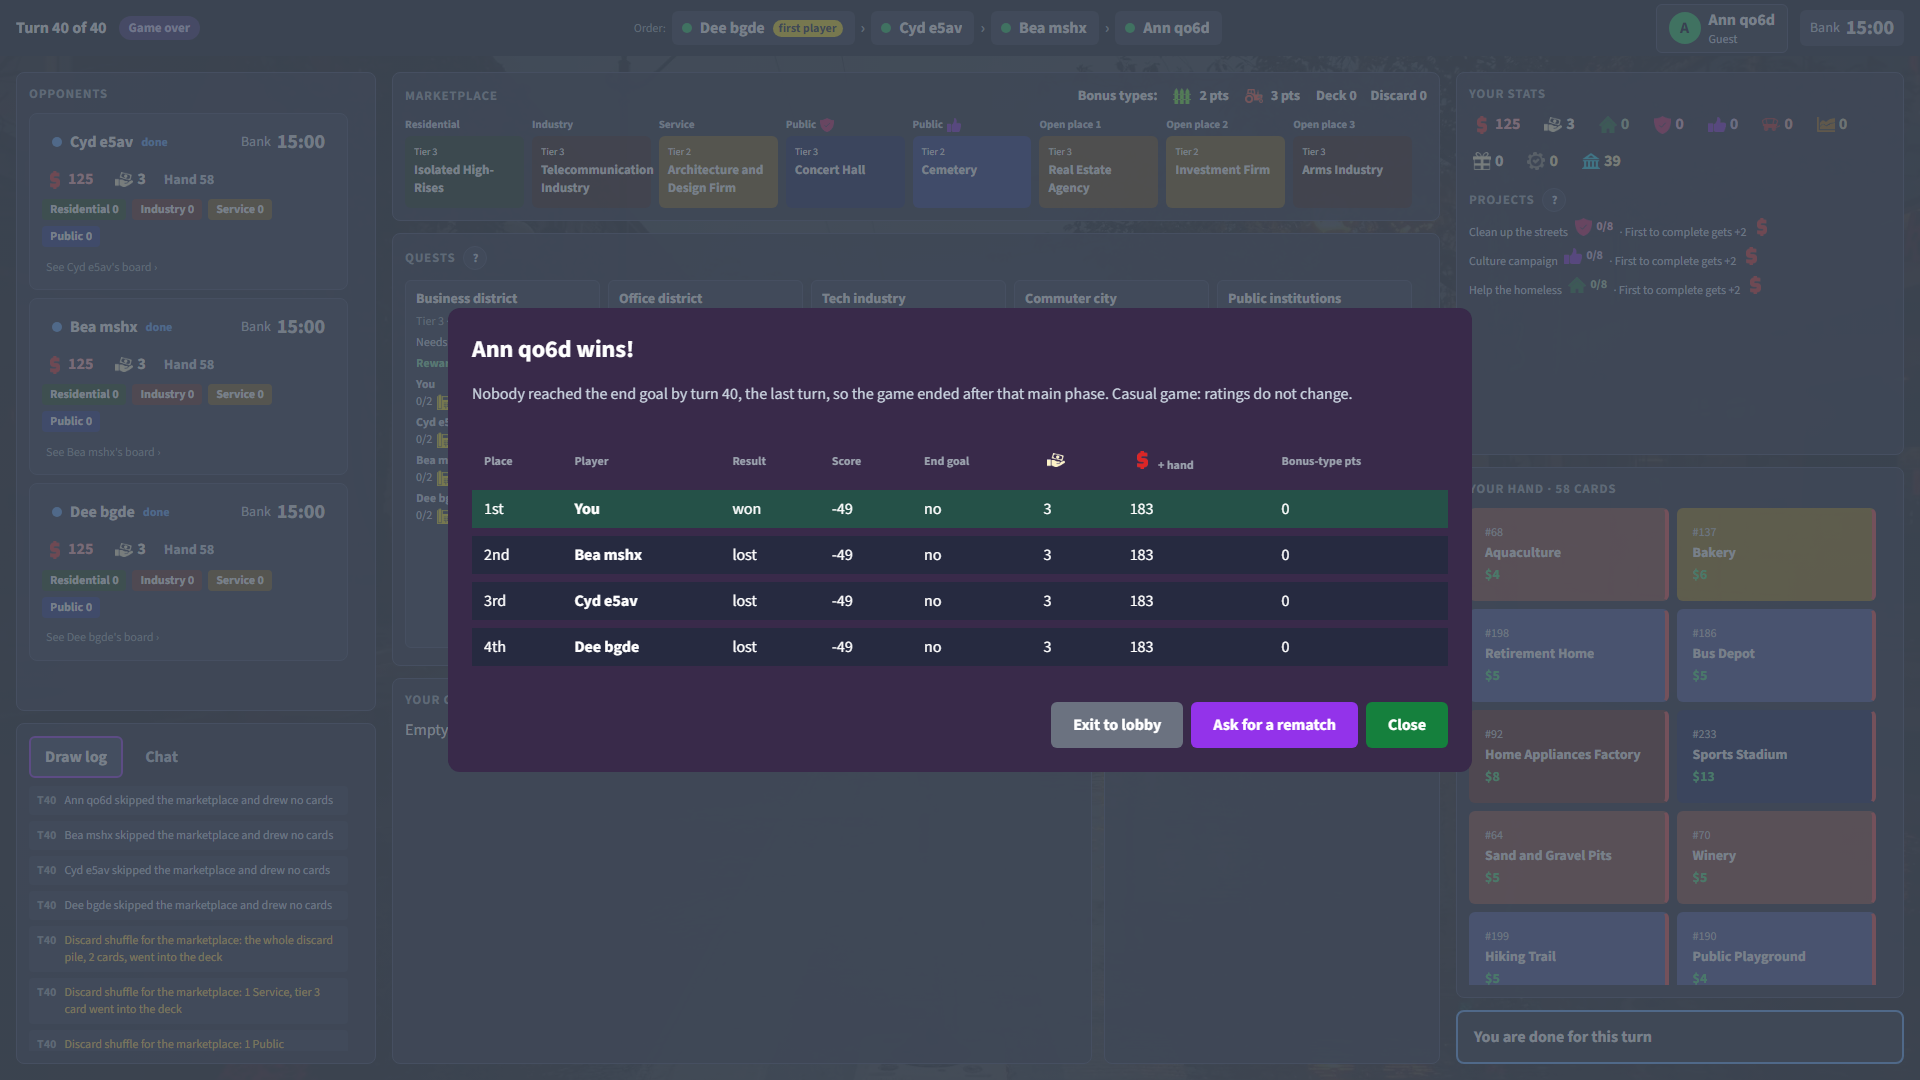 Turn 40 of 40 Game over
Order: Dee bgde first player › Cyd e5av › Bea mshx › Ann qo6d
A Ann qo6d Guest Bank 15:00
OPPONENTS
Cyd e5av done Bank 15:00
125 3 Hand 58
Residential 0 Industry 0 Service 0
Public 0
See Cyd e5av's board ›
Bea mshx done Bank 15:00
125 3 Hand 58
Residential 0 Industry 0 Service 0
Public 0
See Bea mshx's board ›
Dee bgde done Bank 15:00
125 3 Hand 58
Residential 0 Industry 0 Service 0
Public 0
See Dee bgde's board ›
Draw log Chat
T40 Ann qo6d skipped the marketplace and drew no cards
T40 Bea mshx skipped the marketplace and drew no cards
T40 Cyd e5av skipped the marketplace and drew no cards
T40 Dee bgde skipped the marketplace and drew no cards
T40 Discard shuffle for the marketplace: the whole discard
pile, 2 cards, went into the deck
T40 Discard shuffle for the marketplace: 1 Service, tier 3
card went into the deck
T40 Discard shuffle for the marketplace: 1 Public
MARKETPLACE Bonus types: 2 pts 3 pts Deck 0 Discard 0
Residential Industry Service Public Public Open place 1 Open place 2 Open place 3
Tier 3 Tier 3 Tier 2 Tier 3 Tier 2 Tier 3 Tier 2 Tier 3
Isolated High- Telecommunication Architecture and Concert Hall Cemetery Real Estate Investment Firm Arms Industry
Rises Industry Design Firm Agency
QUESTS ?
Business district Office district Tech industry Commuter city Public institutions
Tier 3
Needs
You
0/2
0/2
0/2
0/2
YOUR
Empty
Ann qo6d wins!
Nobody reached the end goal by turn 40, the last turn, so the game ended after that main phase. Casual game: ratings do not change.
Place Player Result Score End goal + hand Bonus-type pts
1st You won -49 no 3 183 0
2nd Bea mshx lost -49 no 3 183 0
3rd Cyd e5av lost -49 no 3 183 0
4th Dee bgde lost -49 no 3 183 0
Exit to lobby Ask for a rematch Close
YOUR STATS
125 3 0 0 0 0 0
0 0 39
PROJECTS ?
Clean up the streets 0/8 · First to complete gets +2
Culture campaign 0/8 · First to complete gets +2
Help the homeless 0/8 · First to complete gets +2
YOUR HAND · 58 CARDS
#68 #137
Aquaculture Bakery
$4 $6
#198 #186
Retirement Home Bus Depot
$5 $5
#92 #233
Home Appliances Factory Sports Stadium
$8 $13
#64 #70
Sand and Gravel Pits Winery
$5 $5
#199 #190
Hiking Trail Public Playground
$5 $4
You are done for this turn